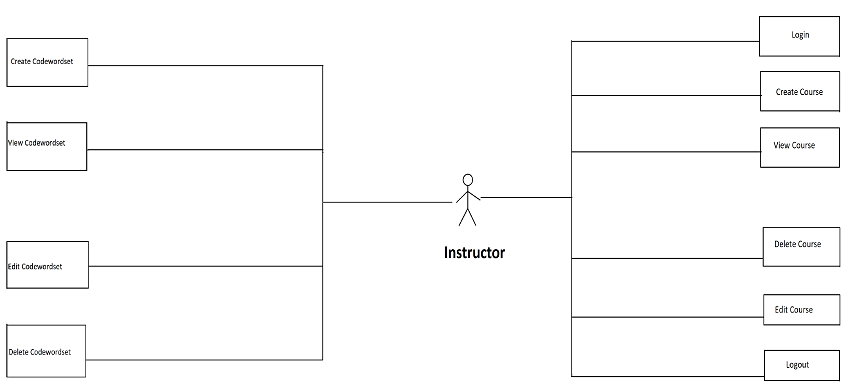 Create Codewordset
View Codewordset
Edit Codewordset
Delete Codewordset
Instructor
Login
Create Course
View Course
Delete Course
Edit Course
Logout